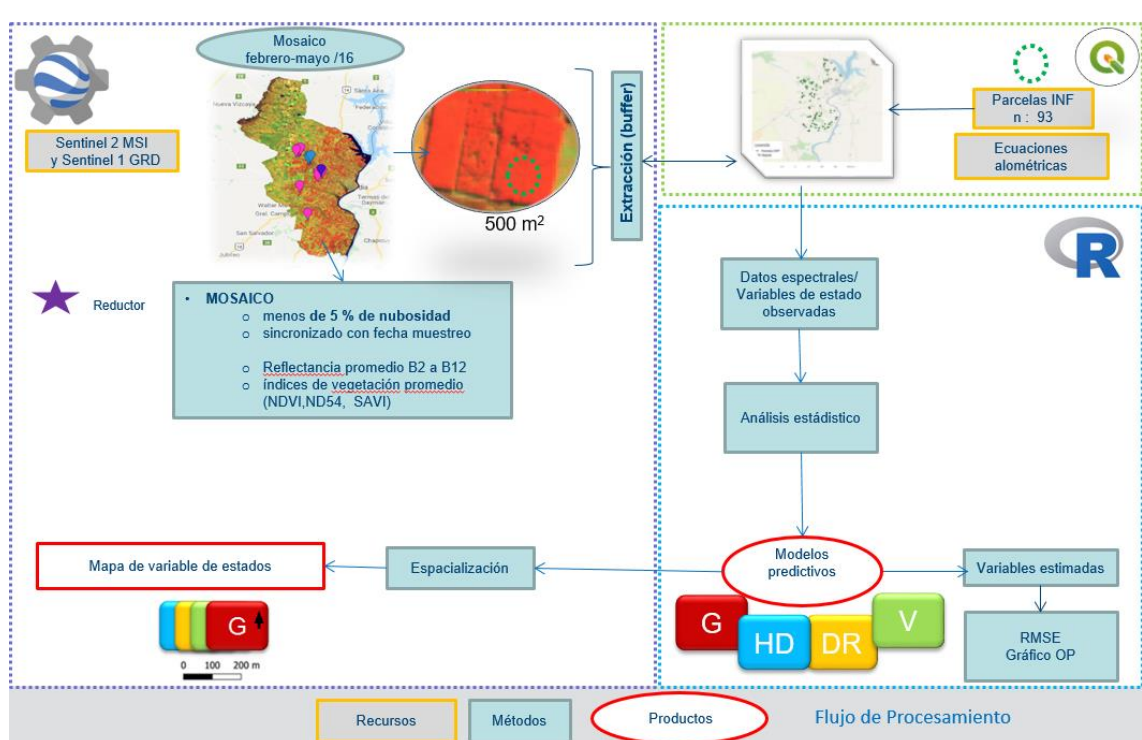 Mosaico
febrero-mayo /16
Sentinel 2 MSI
y Sentinel 1 GRD
500 m²
Extracción (buffer)
Parcelas INF
n : 93
Ecuaciones
alométricas
R
Reductor
• MOSAICO
o menos de 5 % de nubosidad
o sincronizado con fecha muestreo
o Reflectancia promedio B2 a B12
o índices de vegetación promedio
(NDVI,ND54, SAVI)
Datos espectrales/
Variables de estado
observadas
Análisis estádistico
Modelos
predictivos
Variables estimadas
RMSE
Gráfico OP
G
HD
DR
V
Espacialización
Mapa de variable de estados
G
0 100 200 m
Recursos
Métodos
Productos
Flujo de Procesamiento